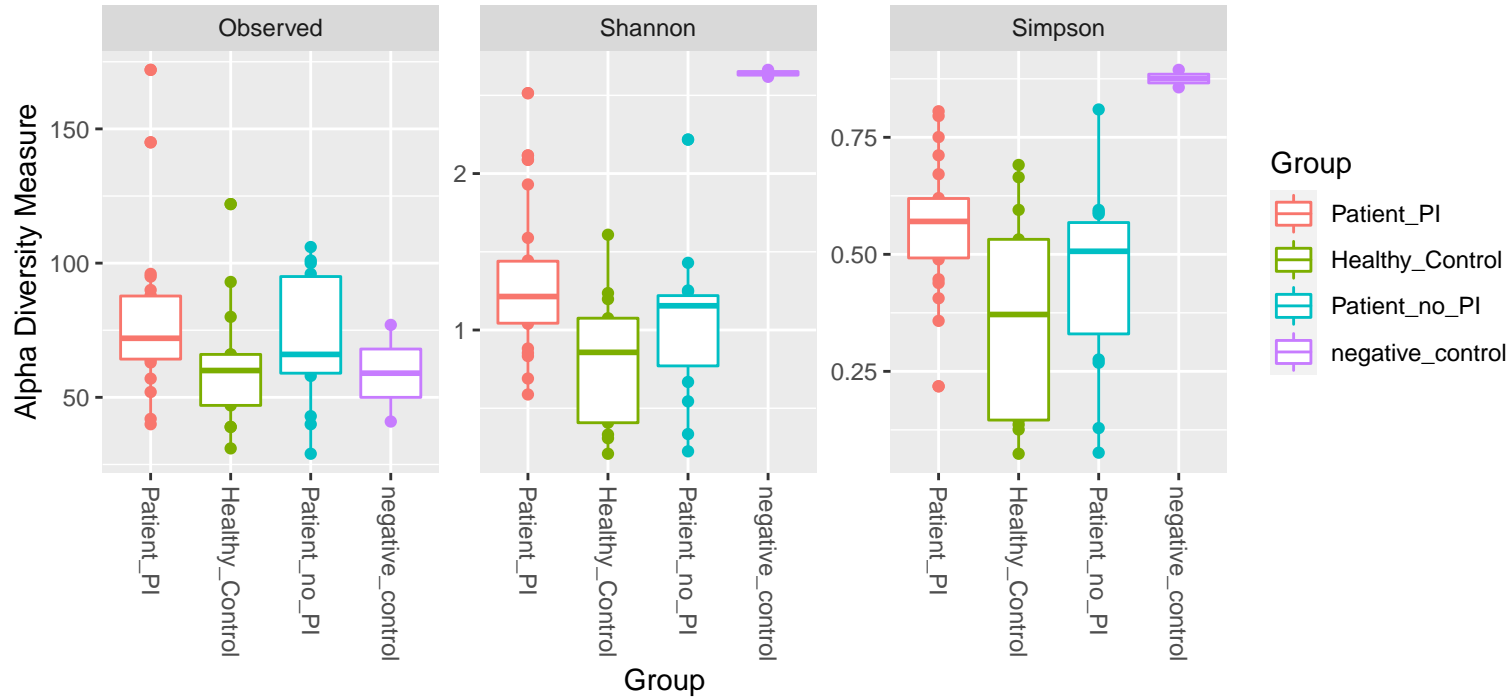 Observed
Shannon
Simpson
Alpha Diversity Measure
150
100
50
2
1
0.75
0.50
0.25
Patient_PI
Healthy_Control
Patient_no_PI
negative_control
Patient_PI
Healthy_Control
Patient_no_PI
negative_control
Patient_PI
Healthy_Control
Patient_no_PI
negative_control
Group
Group
Patient_PI
Healthy_Control
Patient_no_PI
negative_control